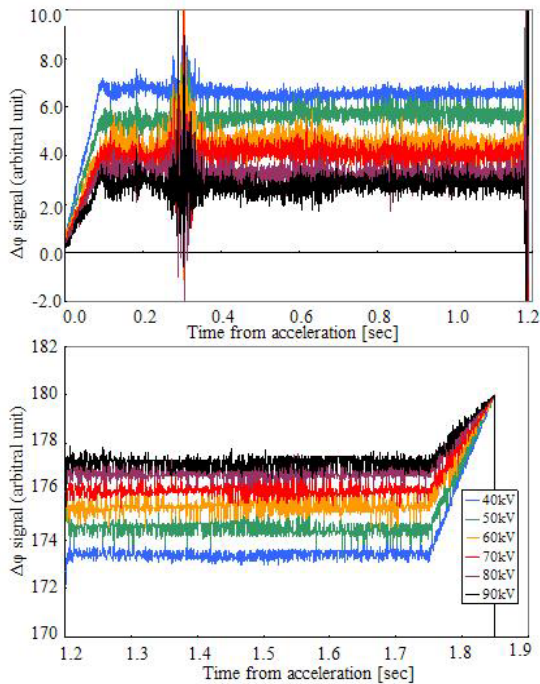 10.0
8.0
6.0
4.0
2.0
0.0
-2.0
Δφ signal (arbitral unit)
0.0 0.2 0.4 0.6 0.8 1.0 1.2
Time from acceleration [sec]
182
180
177
176
174
172
170
Δφ signal (arbitral unit)
40kV
50kV
60kV
70kV
80kV
90kV
1.2 1.3 1.4 1.5 1.6 1.7 1.8 1.9
Time from acceleration [sec]